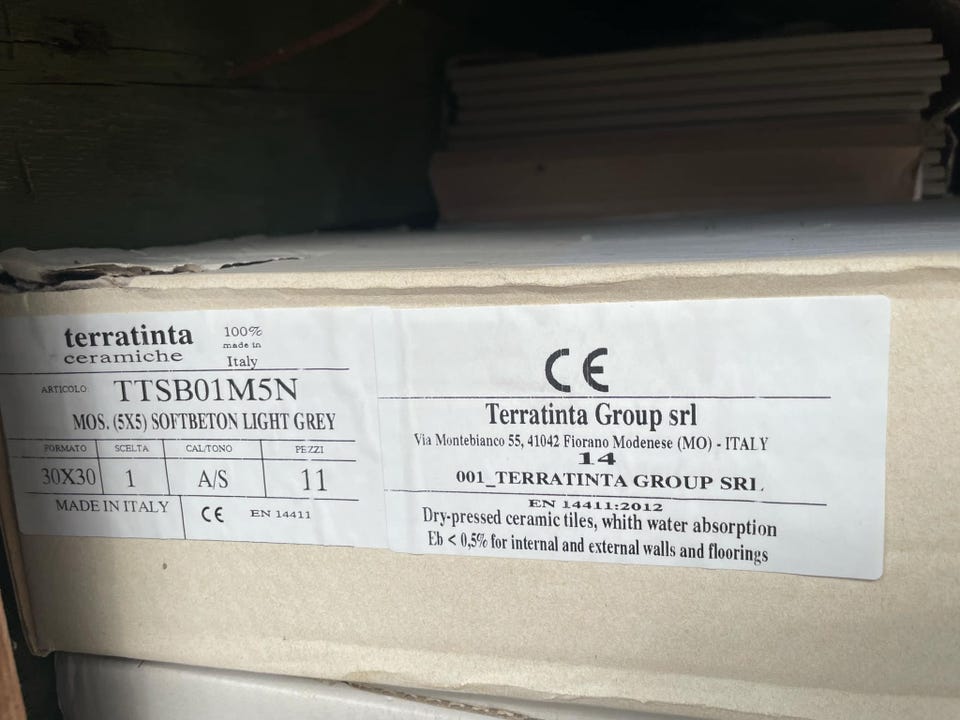 terratinta
ceramiche
100%
made in
Italy
ARTICOLO: TTSB01M5N
MOS. (5X5) SOFTBETON LIGHT GREY
FORMATO SCELTA CAL/TONO PEZZI
30X30 1 A/S 11
MADE IN ITALY CE EN 14411
CE
Terratinta Group srl
Via Montebianco 55, 41042 Fiorano Modenese (MO) - ITALY
14
001_TERRATINTA GROUP SRL
EN 14411:2012
Dry-pressed ceramic tiles, whith water absorption
Eb < 0,5% for internal and external walls and floorings